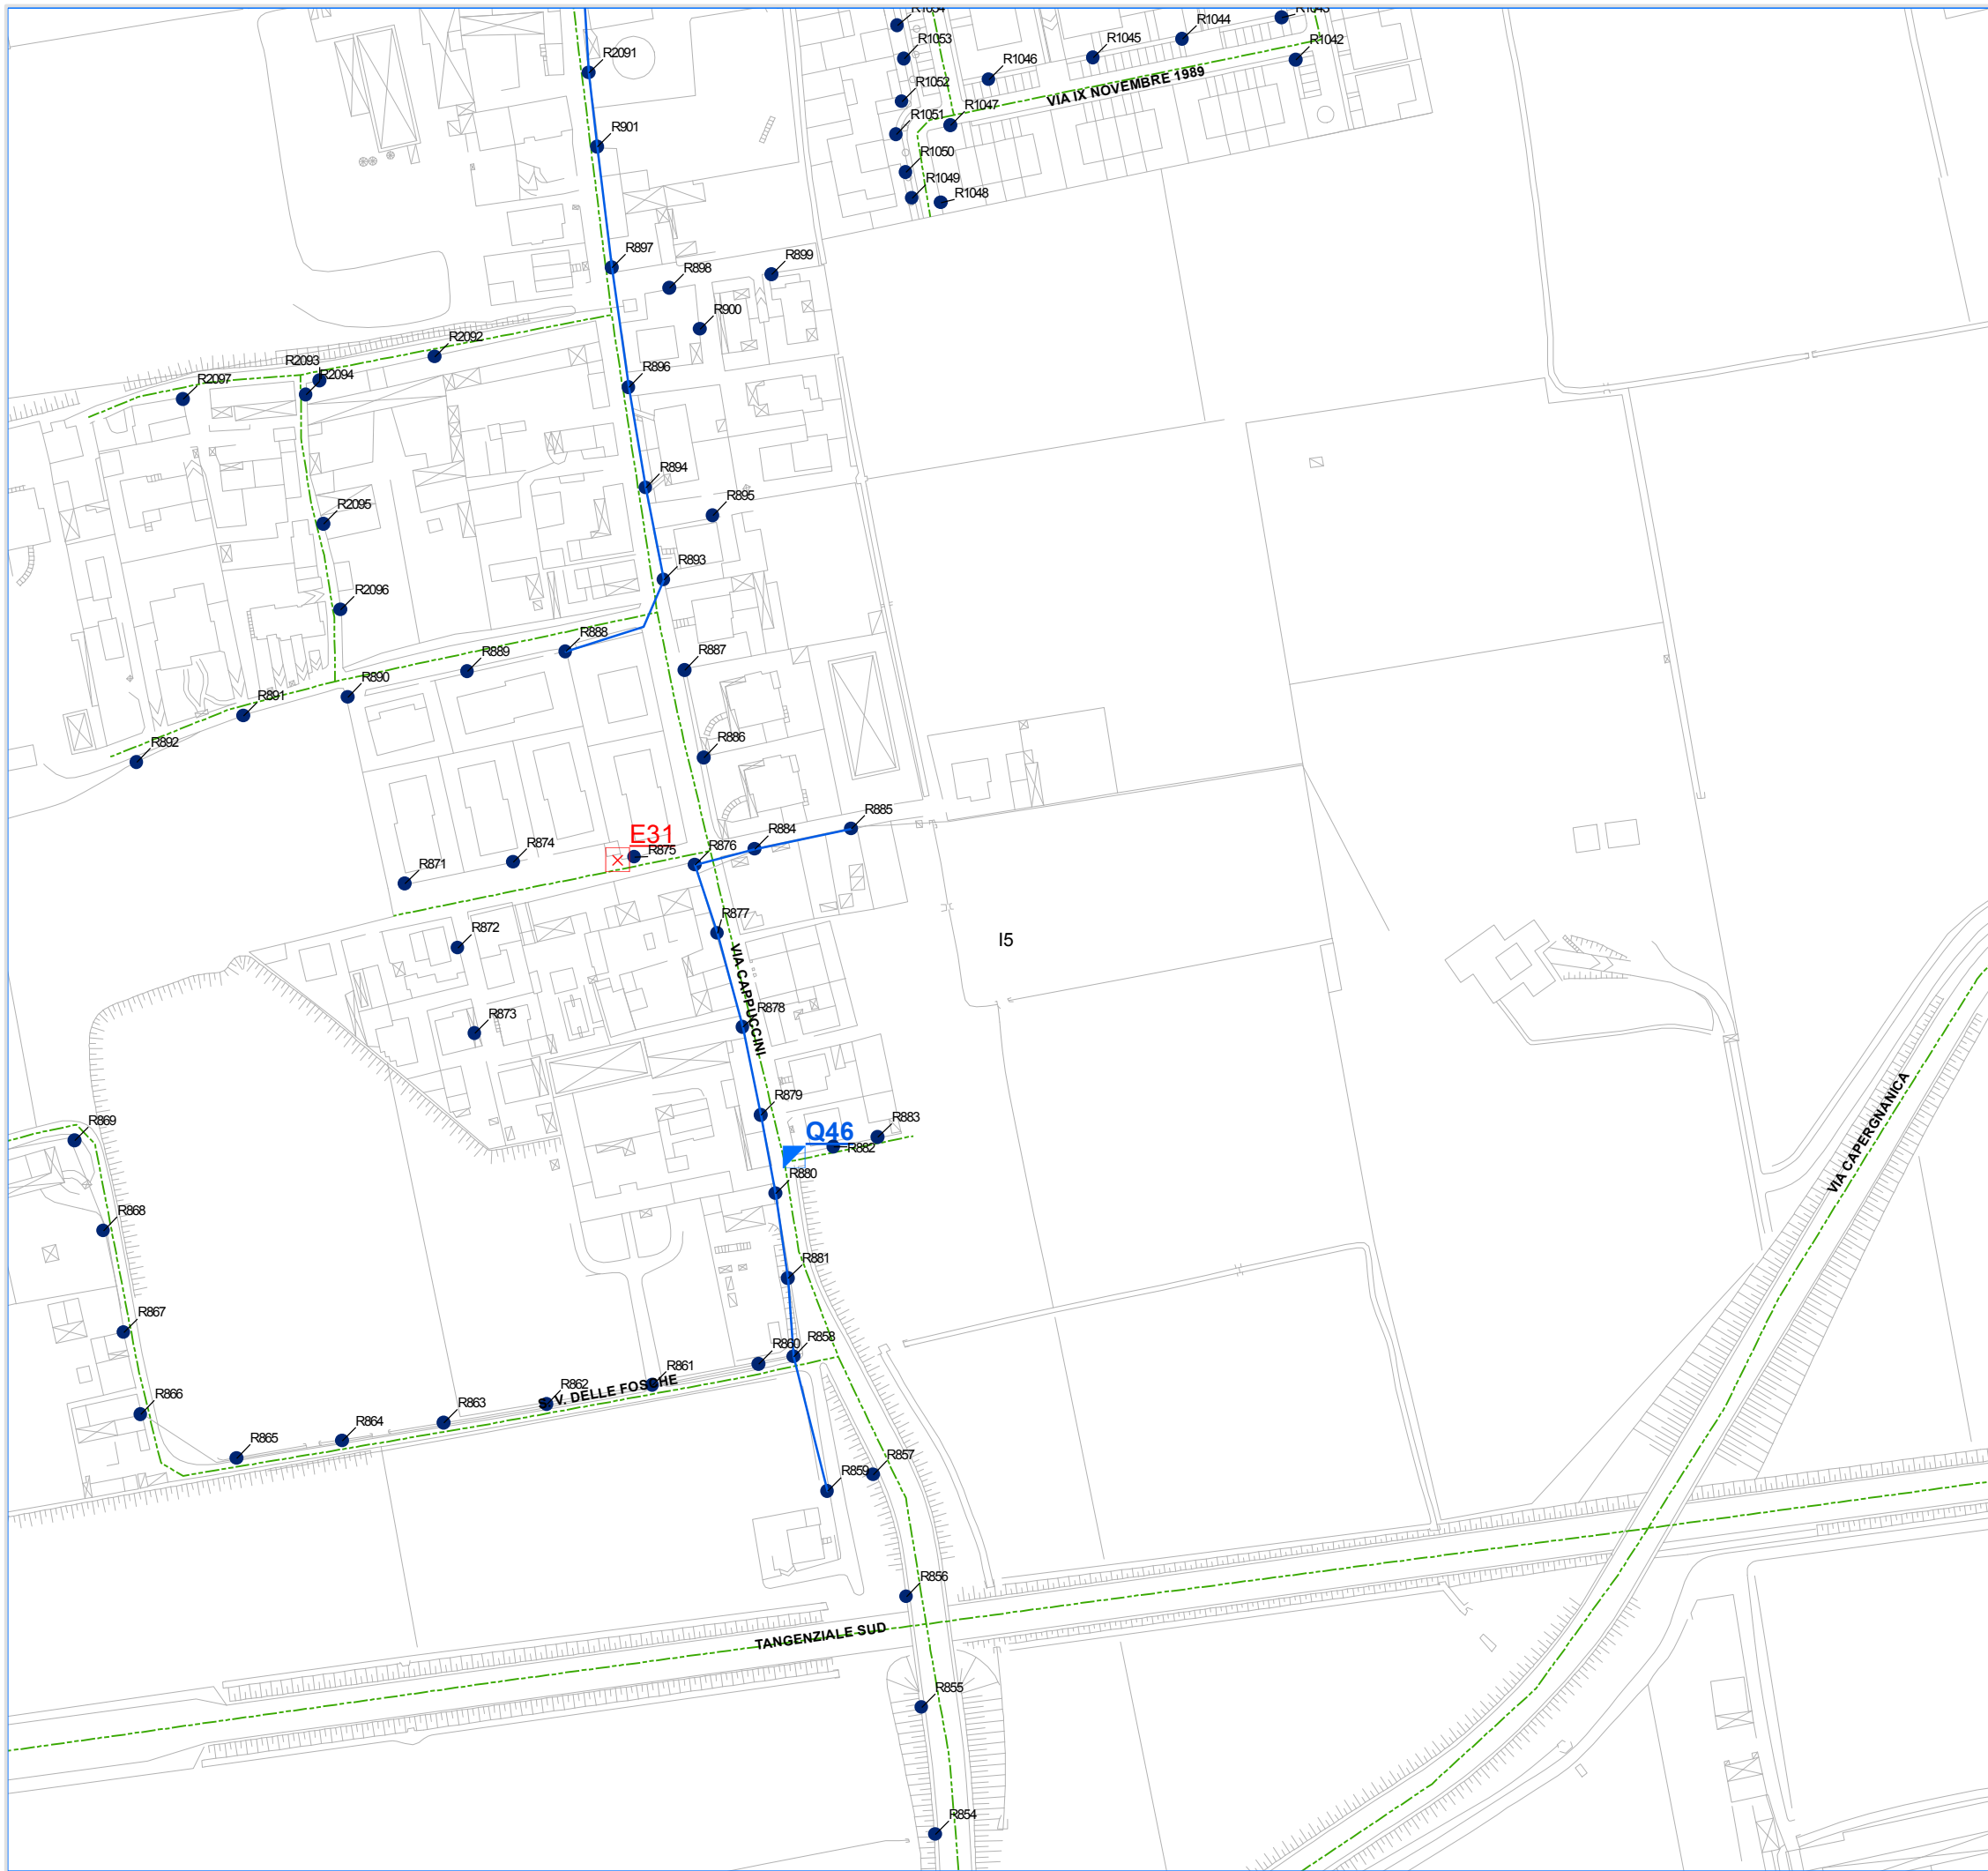 R1054
R1043
R1044
R1053
R1045
R1042
R2091
R1046
VIA IX NOVEMBRE 1989
R1052
R1047
R1051
R901
R1050
R1049
R1048
R897
R899
R898
R900
R2092
R2093
R2094
R2097
R896
R894
R895
R2095
R893
R2096
R888
R889
R887
R890
R891
R892
R886
R885
R884
E31
R876
R875
R874
R871
R877
R872
I5
VIA CAPPUCCINI
R878
R873
R879
Q46
R883
R882
R869
VIA CAPERGNANICA
R880
R868
R881
R867
R858
R860
R861
S. V. DELLE FOSCHE
R862
R866
R863
R864
R865
R857
R859
R856
TANGENZIALE SUD
R855
R854